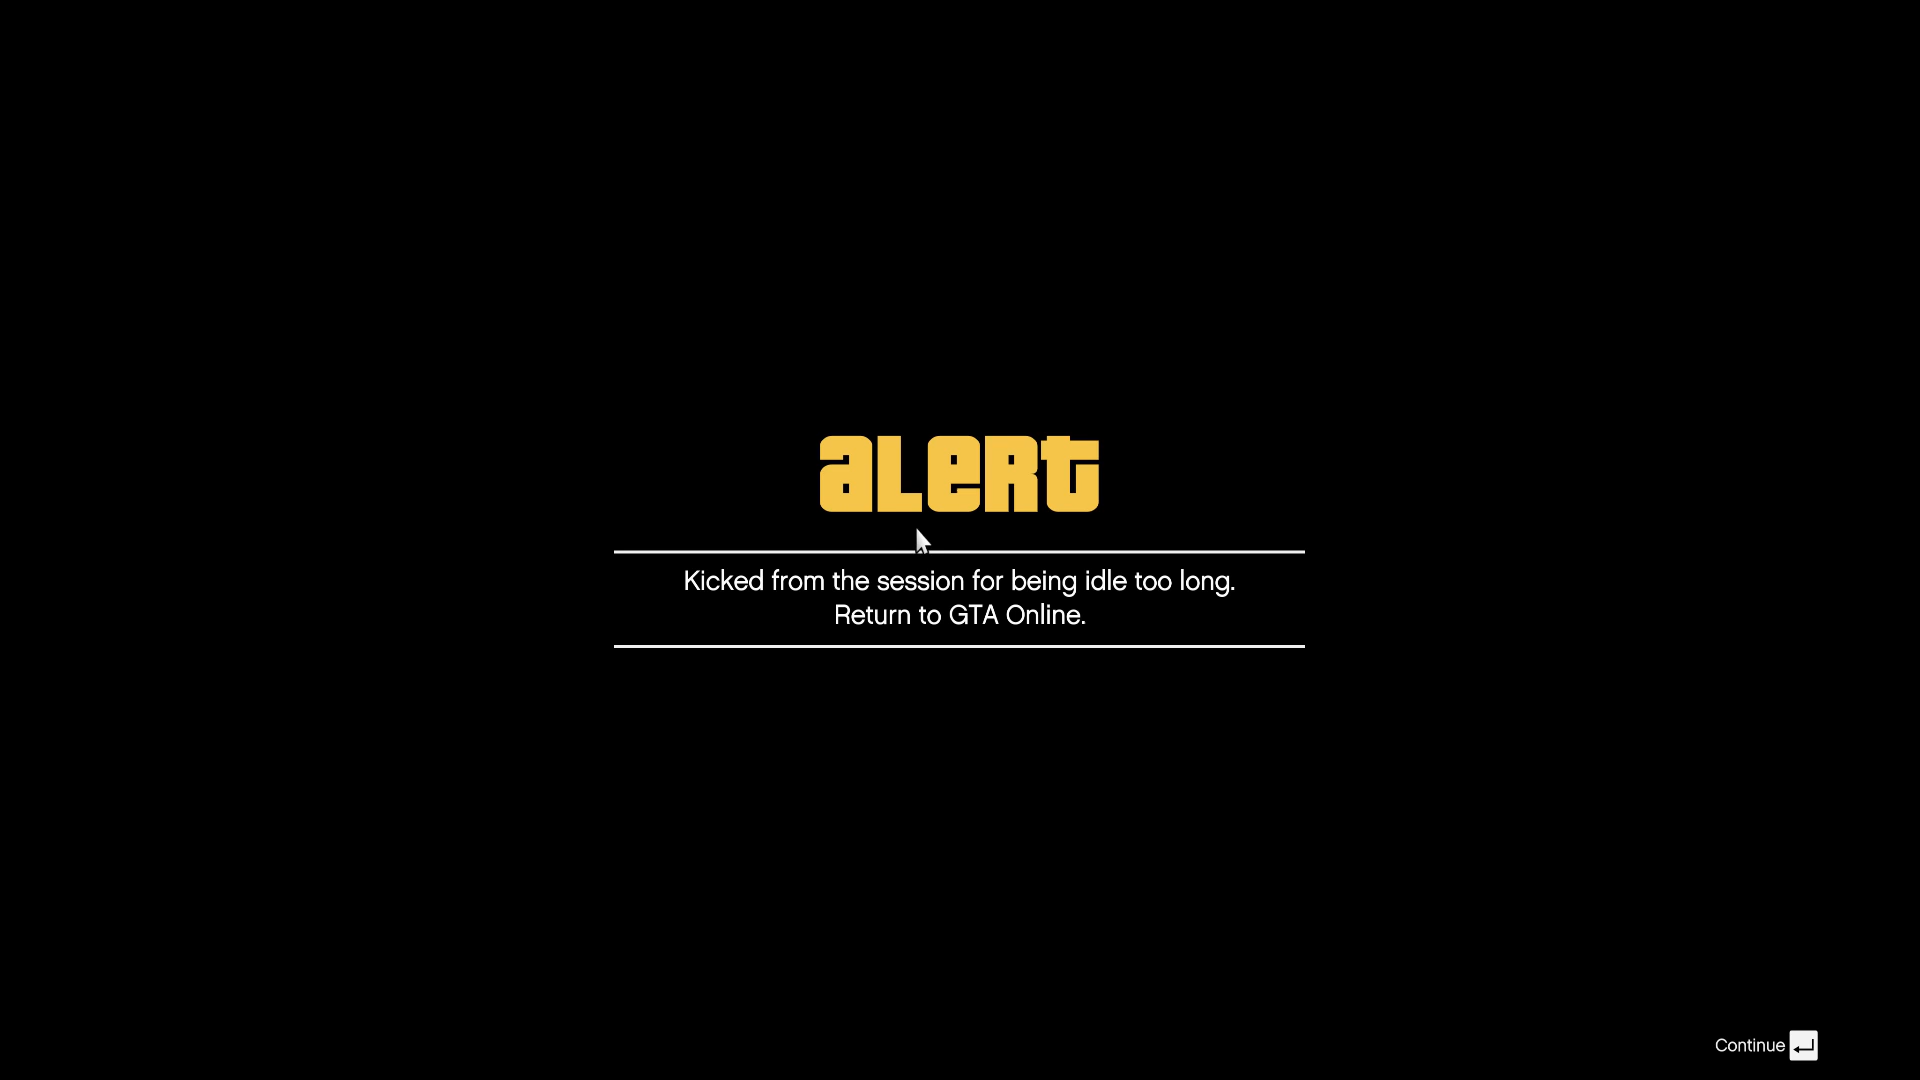 aLeRt
Kicked from the session for being idle too long.
Return to GTA Online.
Continue